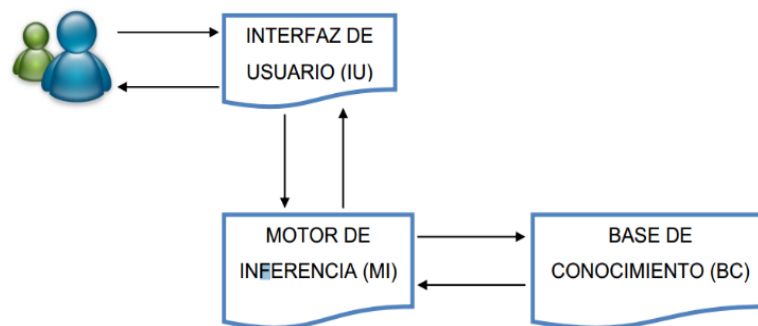 INTERFAZ DE
USUARIO (IU)
MOTOR DE
INFERENCIA (MI)
BASE DE
CONOCIMIENTO (BC)